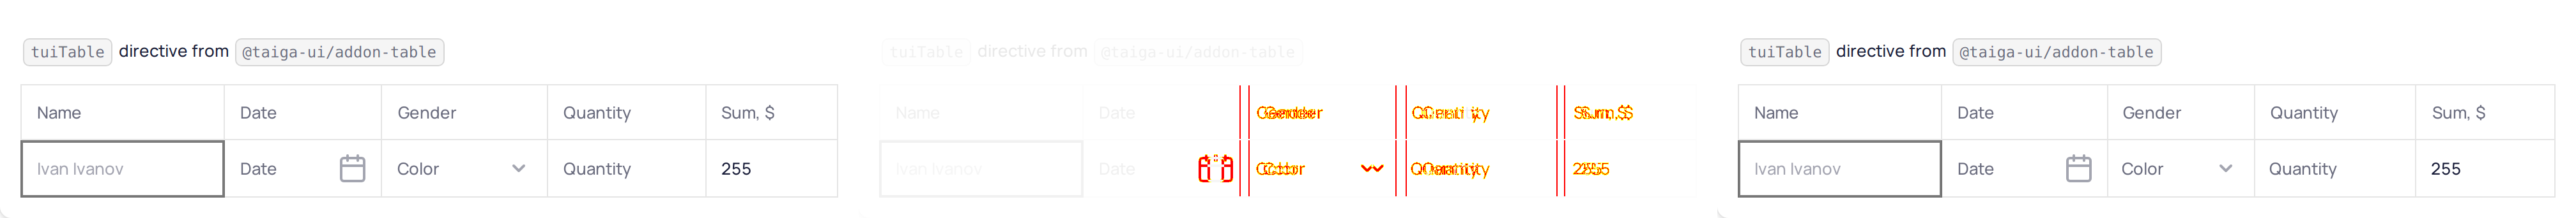 tuiTable directive from @taiga-ui/addon-table
Name Date Gender Quantity Sum, $
Ivan Ivanov Date Color Quantity 255
tuiTable directive from @taiga-ui/addon-table
Name Date Gender Quantity Sum, $
Ivan Ivanov Date Color Quantity 255
tuiTable directive from @taiga-ui/addon-table
Name Date Gender Quantity Sum, $
Ivan Ivanov Date Color Quantity 255